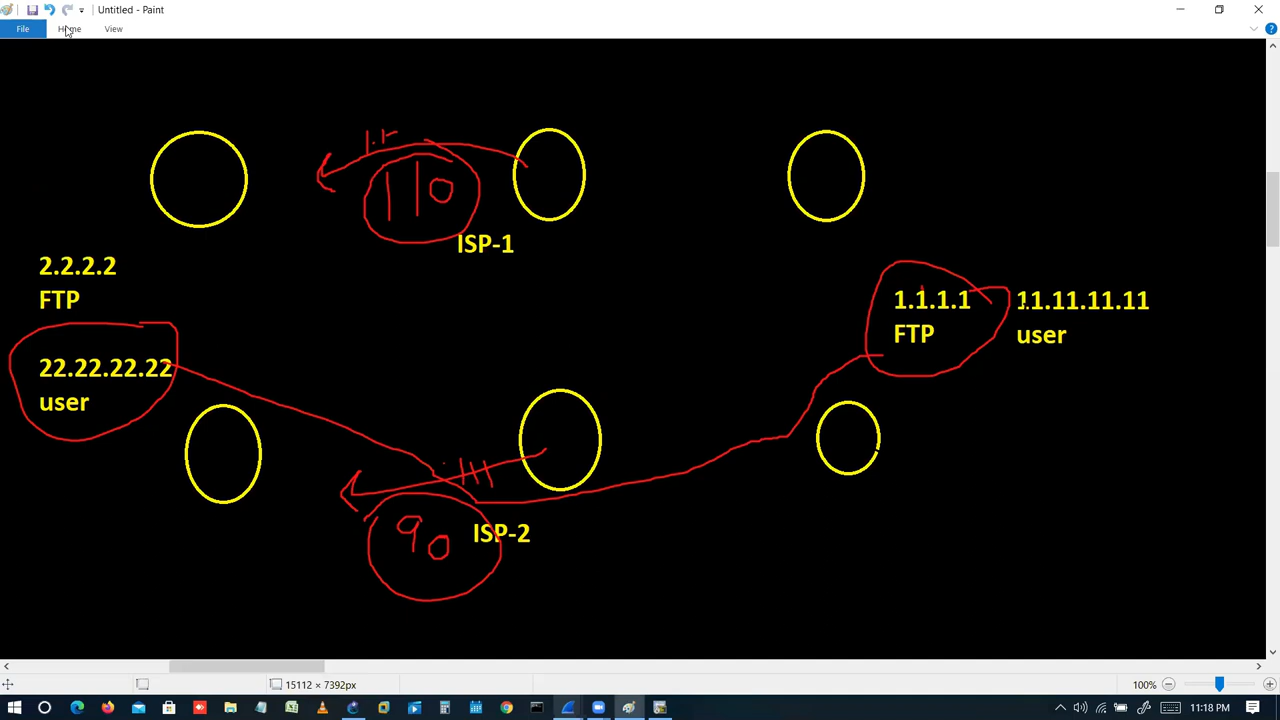 Untitled - Paint
File Home View
110
ISP-1
2.2.2.2
FTP
1.1.1.1
FTP
11.11.11.11
user
22.22.22.22
user
90
ISP-2
15112 × 7392px
100%
11:18 PM